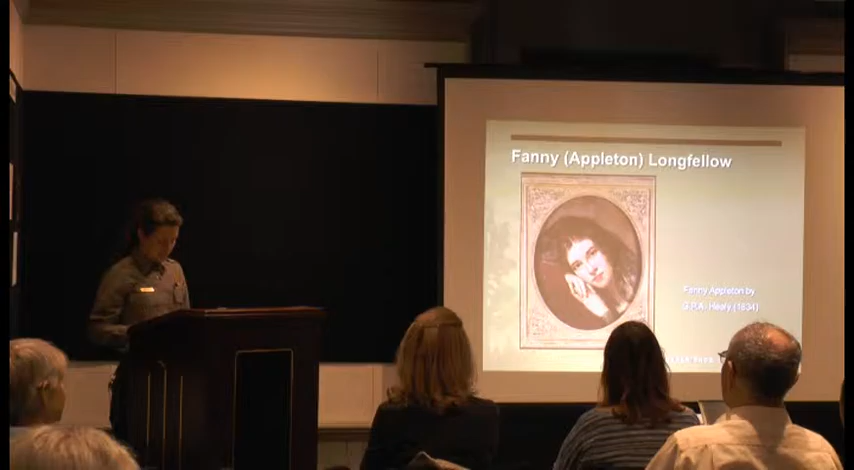 Fanny (Appleton) Longfellow
Fanny Appleton by
G.P.A. Healy (1834)